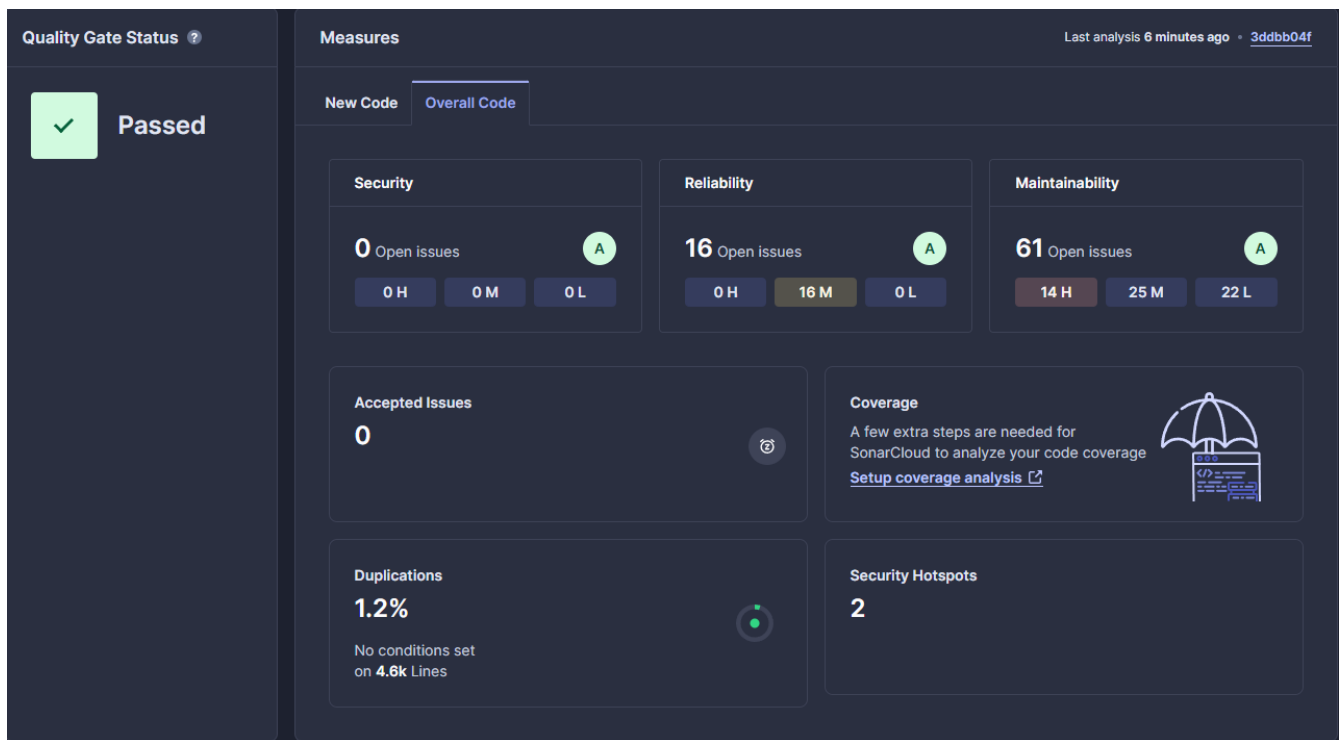 Quality Gate Status ?
Passed
Measures
Last analysis 6 minutes ago • 3ddbb04f
New Code
Overall Code
Security
0 Open issues
A
0 H
0 M
0 L
Reliability
16 Open issues
A
0 H
16 M
0 L
Maintainability
61 Open issues
A
14 H
25 M
22 L
Accepted Issues
0
Coverage
A few extra steps are needed for
SonarCloud to analyze your code coverage
Setup coverage analysis
Duplications
1.2%
No conditions set
on 4.6k Lines
Security Hotspots
2